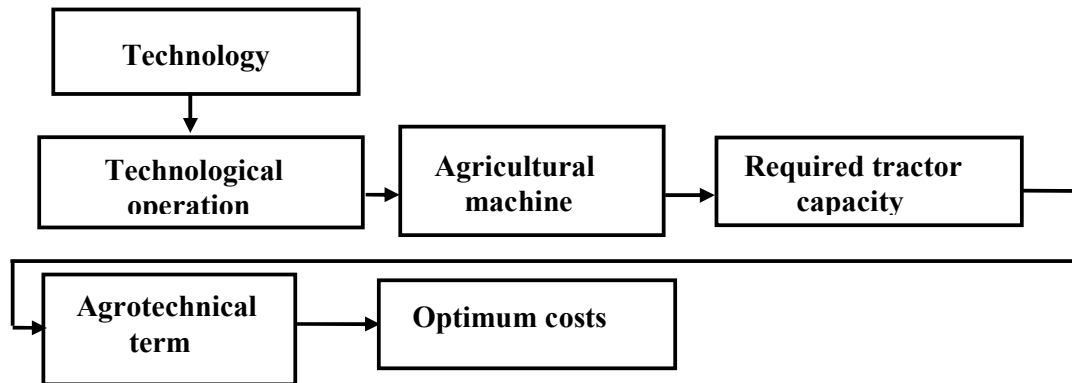 Technology
Technological
operation
Agricultural
machine
Required tractor
capacity
Agrotechnical
term
Optimum costs